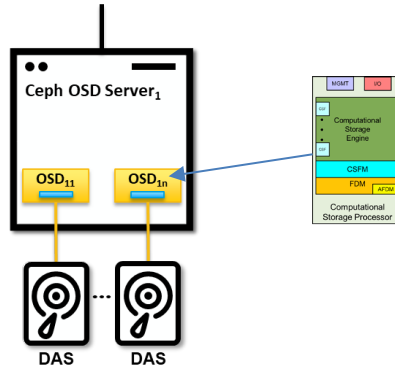 Ceph OSD Server1
OSD11
OSD1n
DAS
DAS
MGMT
I/O
CSF
Computational
Storage
Engine
CSF
CSFM
FDM
AFDM
Computational
Storage Processor